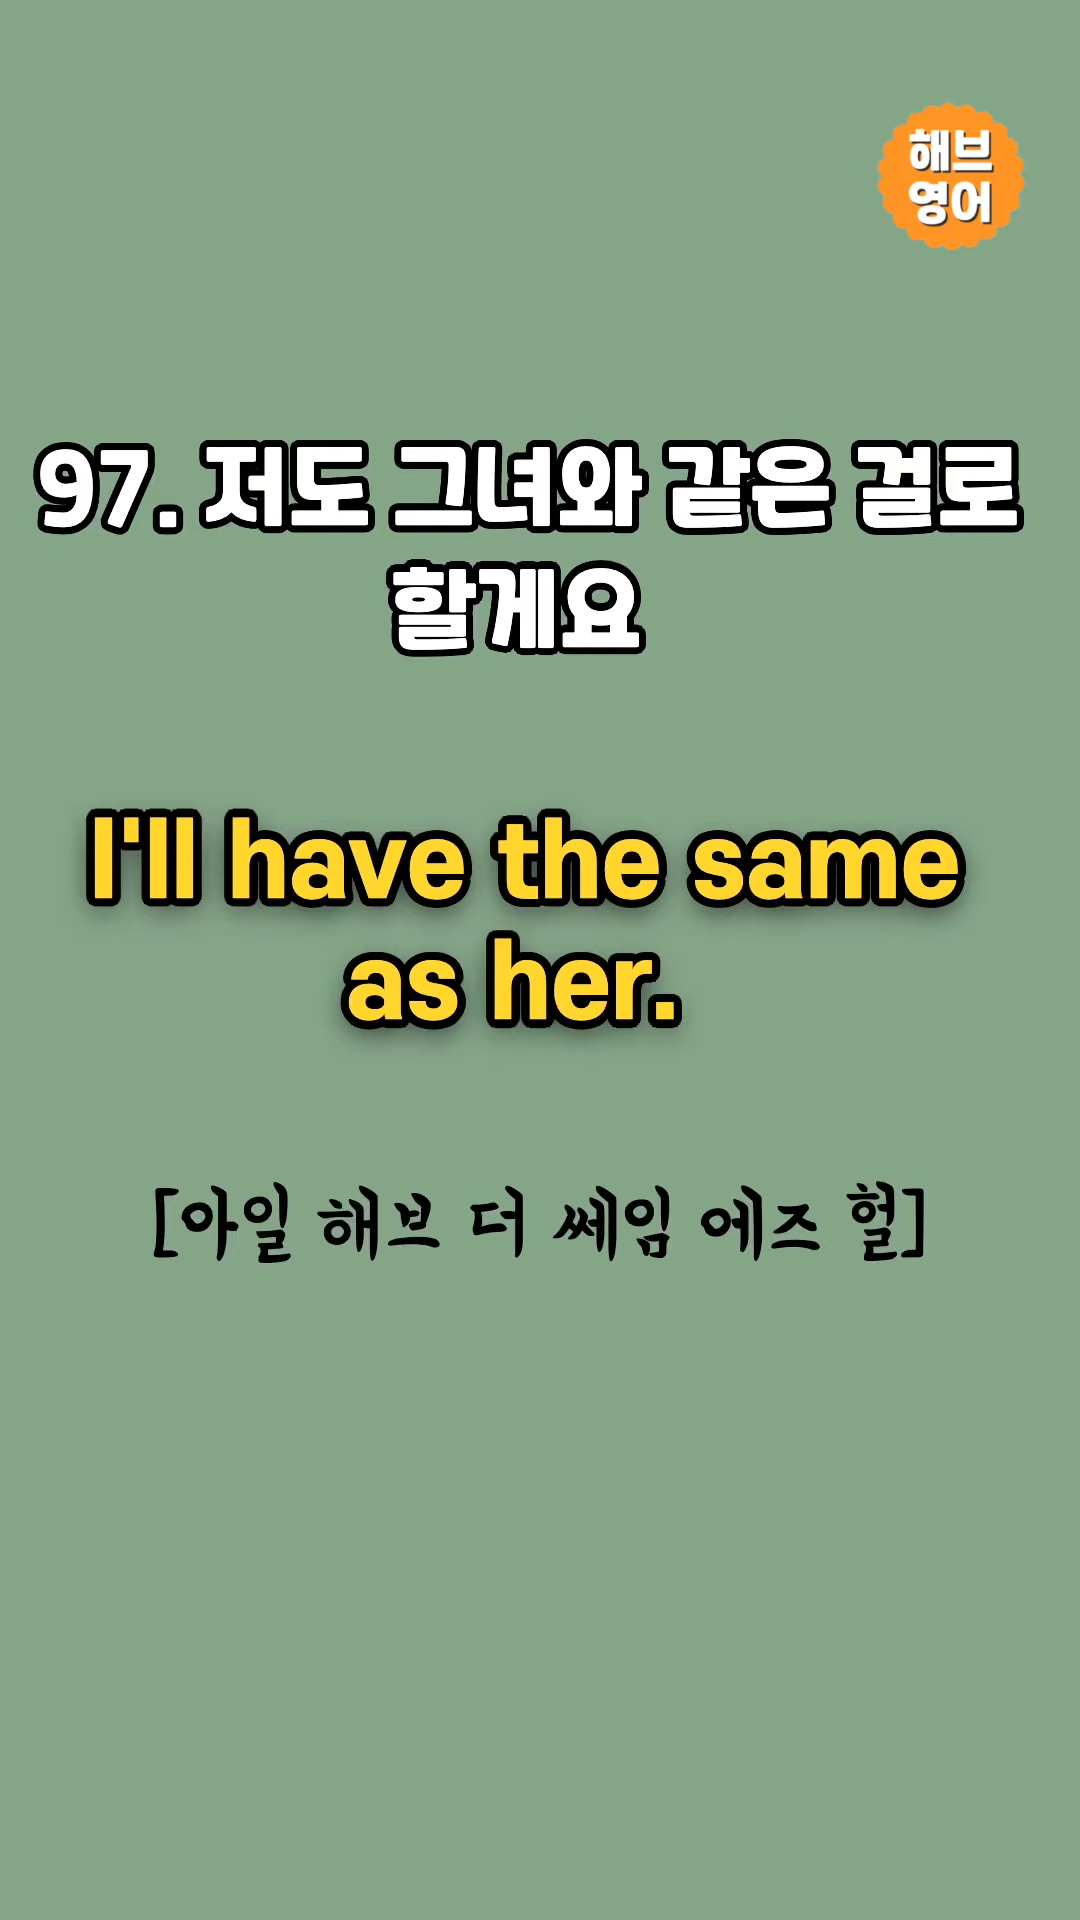 해브
영어
97. 저도 그녀와 같은 걸로
할게요
I'll have the same
as her.
[아일 해브 더 쎄임 에즈 헐]